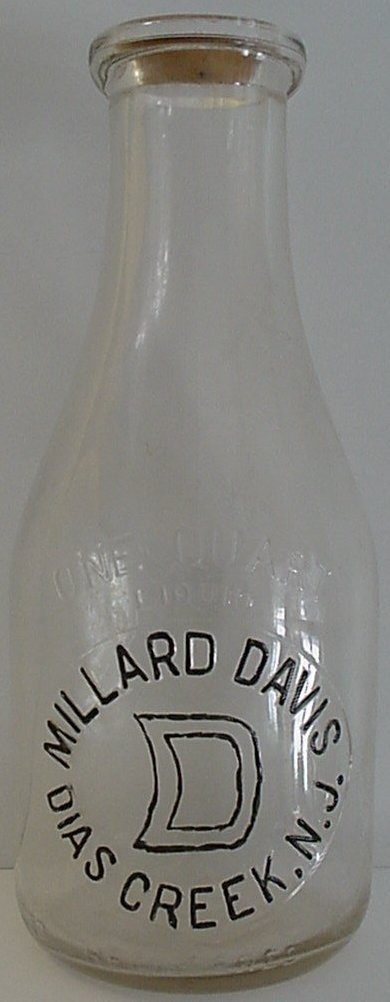 ONE QUART
LIQUID
MILLARD DAVIS
D
DIAS CREEK, N.J.